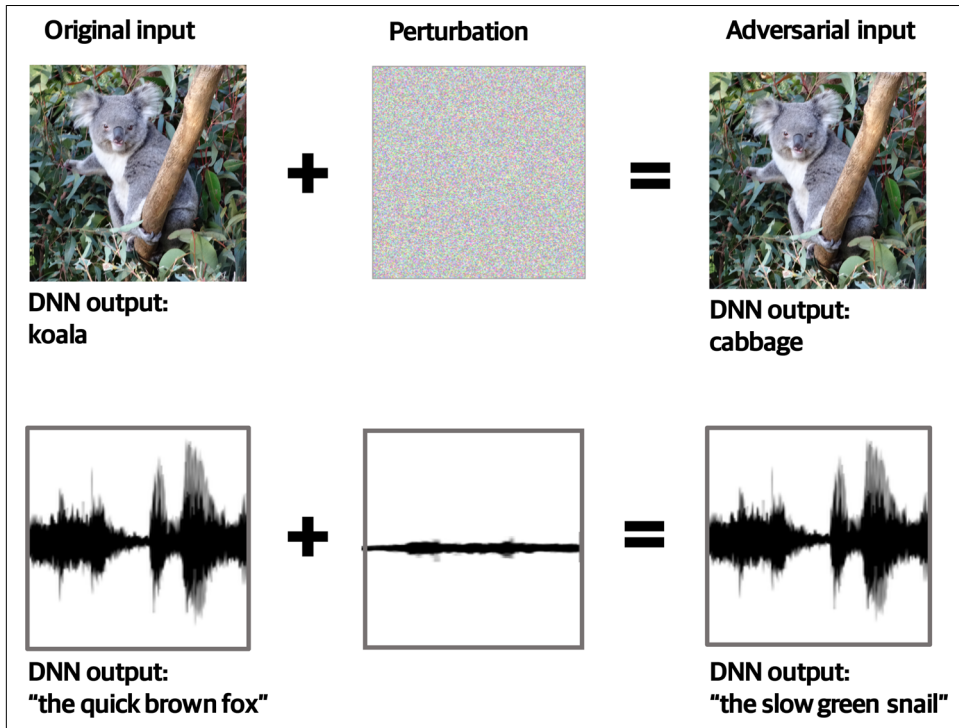 Original input
Perturbation
Adversarial input
+
=
DNN output:
koala
DNN output:
cabbage
+
=
DNN output:
“the quick brown fox”
DNN output:
“the slow green snail”